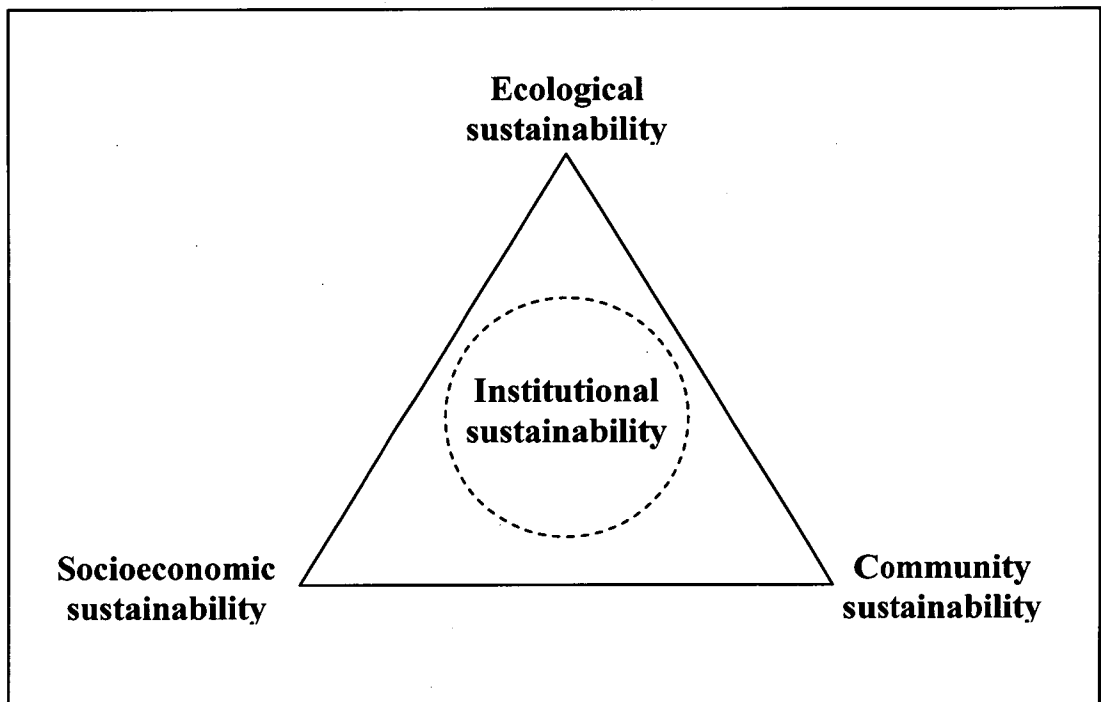 Ecological
sustainability
Institutional
sustainability
Socioeconomic
sustainability
Community
sustainability